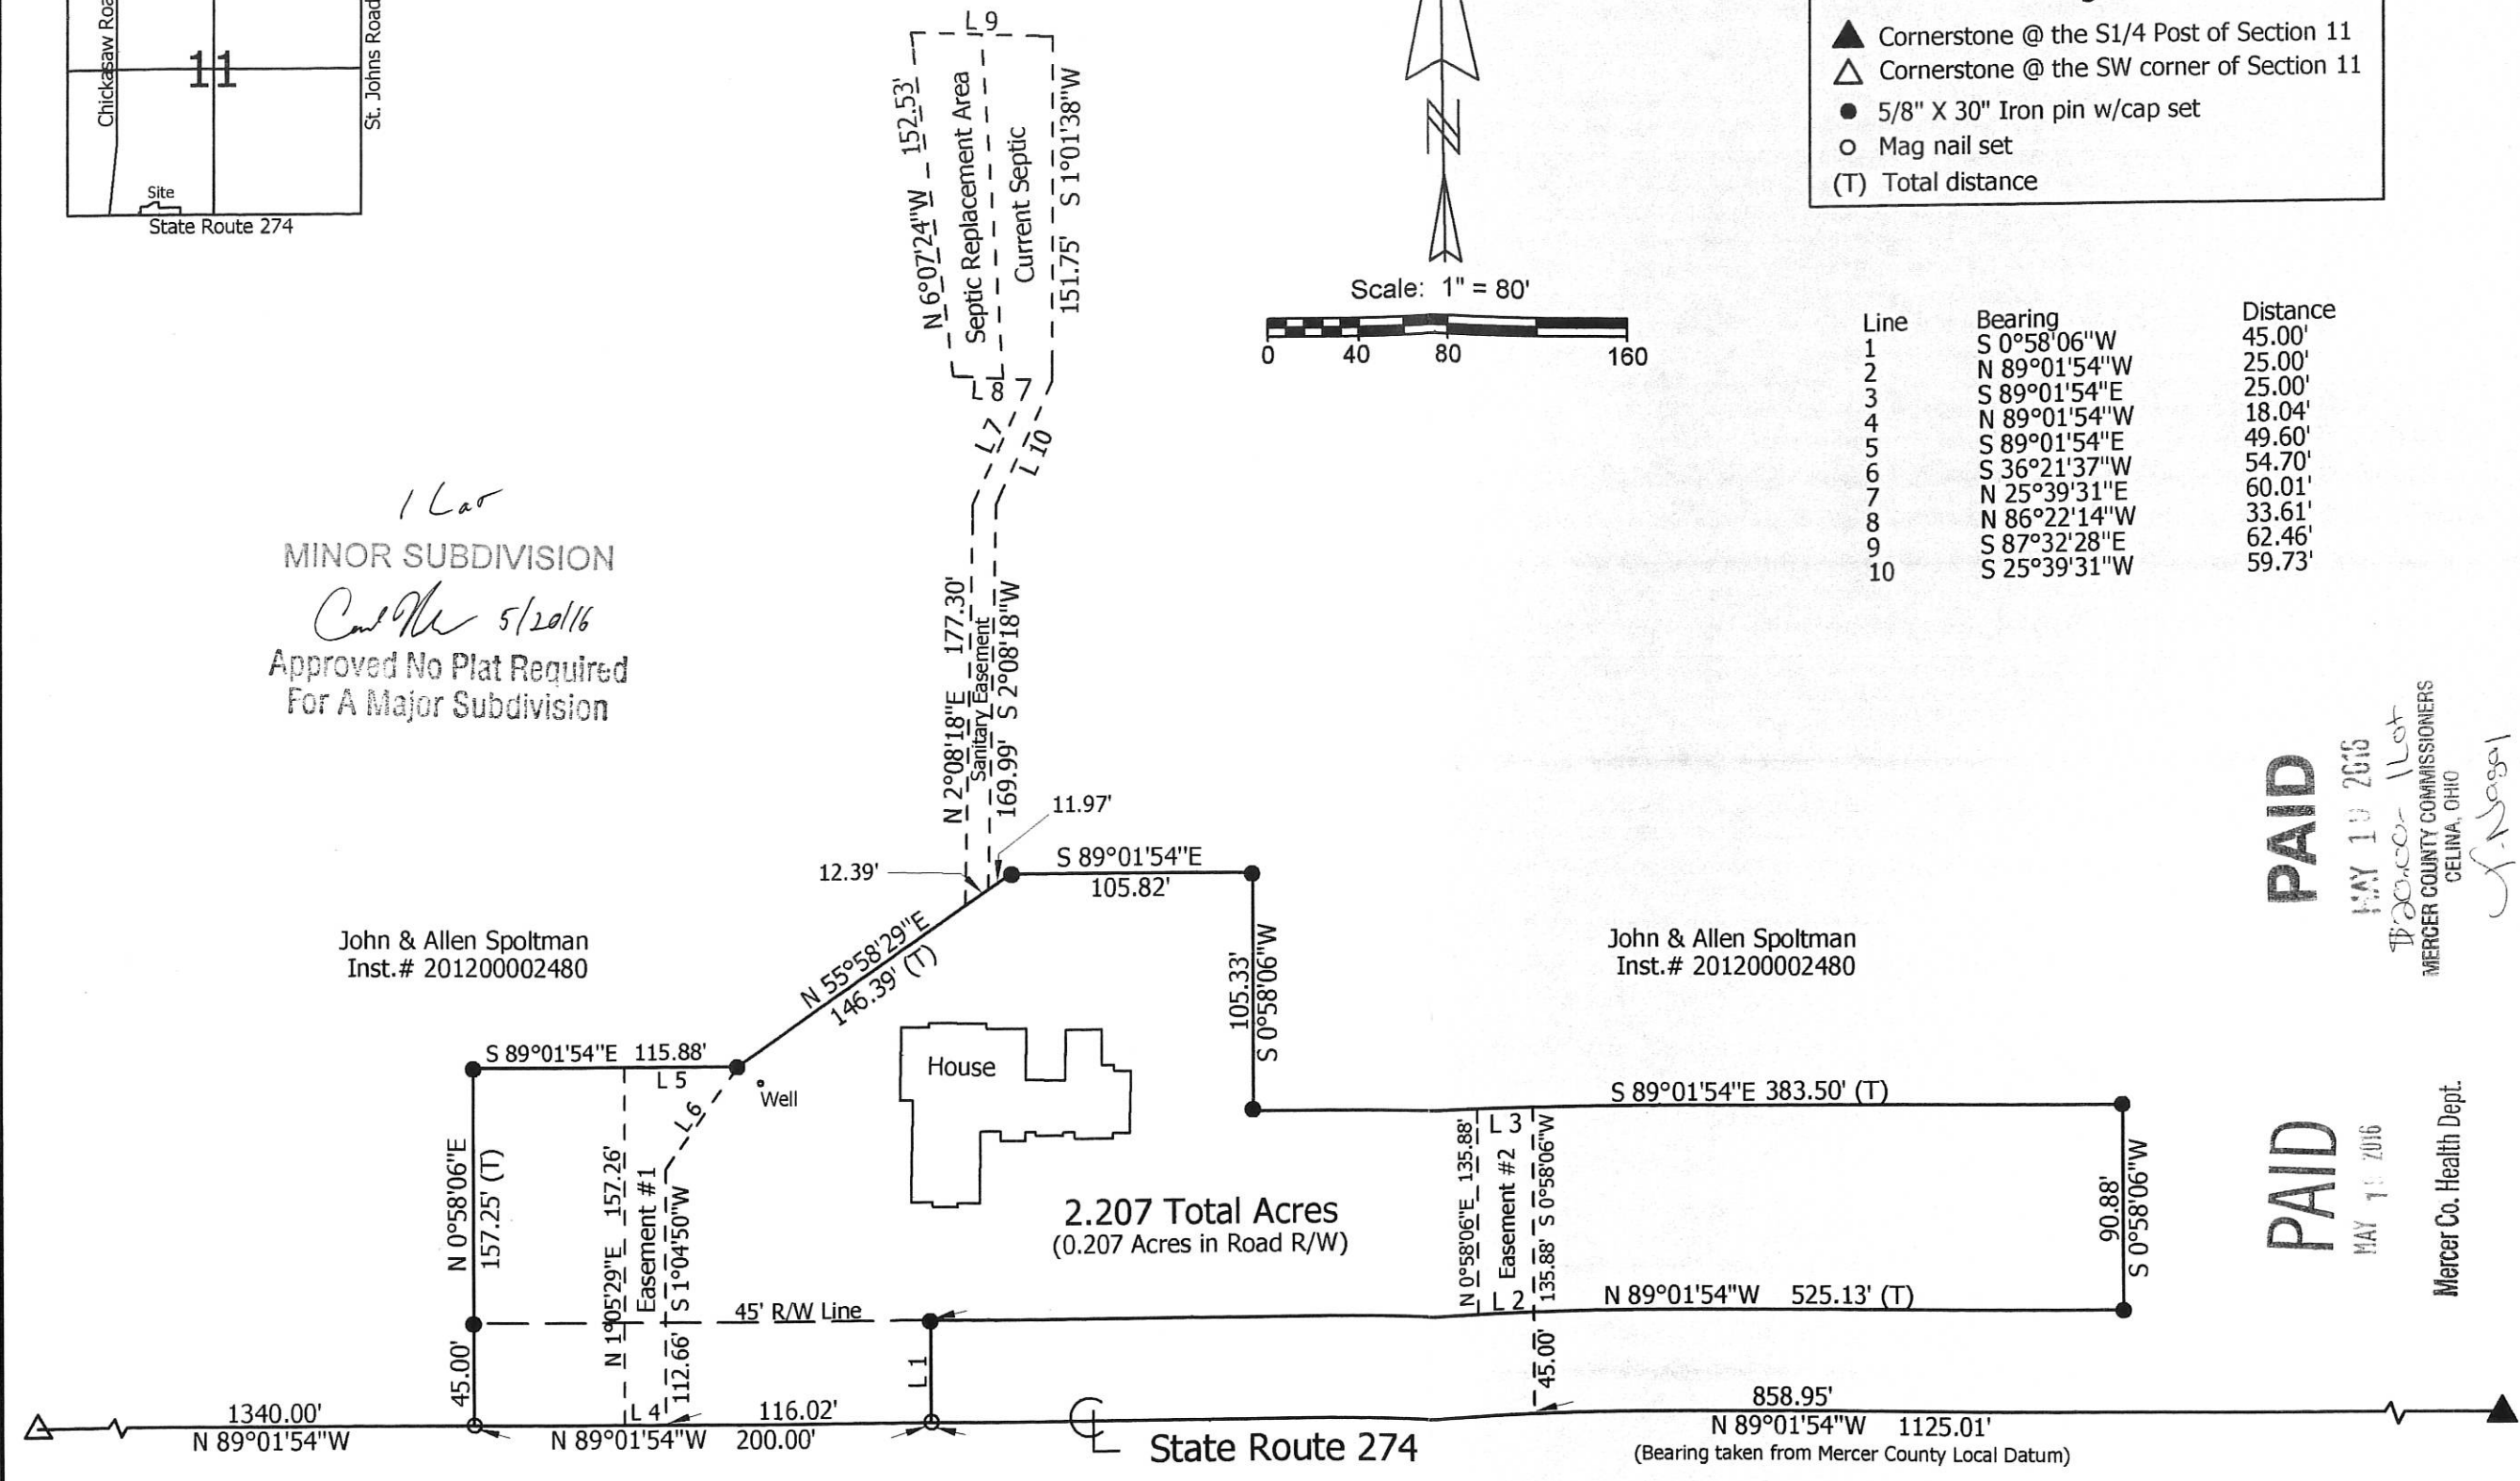 Chickasaw Roa
11
St. Johns Road
Site
State Route 274
L 9
N 6°07'24"W 152.53'
Septic Replacement Area
Current Septic
151.75' S 1°01'38"W
L 8
7
L 7
L 10
N
Scale: 1" = 80'
0 40 80 160
Cornerstone @ the S1/4 Post of Section 11
Cornerstone @ the SW corner of Section 11
5/8" X 30" Iron pin w/cap set
Mag nail set
(T) Total distance
Line Bearing Distance
1 S 0°58'06"W 45.00'
2 N 89°01'54"W 25.00'
3 S 89°01'54"E 25.00'
4 N 89°01'54"W 18.04'
5 S 89°01'54"E 49.60'
6 S 36°21'37"W 54.70'
7 N 25°39'31"E 60.01'
8 N 86°22'14"W 33.61'
9 S 87°32'28"E 62.46'
10 S 25°39'31"W 59.73'
1 Lot
MINOR SUBDIVISION
5/20/16
Approved No Plat Required
For A Major Subdivision
N 2°08'18"E 177.30'
Sanitary Easement
169.99' S 2°08'18"W
11.97'
12.39'
S 89°01'54"E
105.82'
John & Allen Spoltman
Inst.# 201200002480
N 55°58'29"E
146.39' (T)
105.33'
S 0°58'06"W
John & Allen Spoltman
Inst.# 201200002480
PAID
MAY 2016
1 Lot
MERCER COUNTY COMMISSIONERS
CELINA, OHIO
S 89°01'54"E 115.88'
L 5
L 6
Well
House
S 89°01'54"E 383.50' (T)
N 0°58'06"E
157.25' (T)
N 1°05'29"E 157.26'
Easement #1
112.66' S 1°04'50"W
2.207 Total Acres
(0.207 Acres in Road R/W)
N 0°58'06"E 135.88'
L 3
Easement #2
L 2
135.88' S 0°58'06"W
90.88'
S 0°58'06"W
PAID
MAY 2016
Mercer Co. Health Dept.
45' R/W Line
N 89°01'54"W 525.13' (T)
45.00'
L 1
45.00'
1340.00'
N 89°01'54"W
L 4
116.02'
N 89°01'54"W 200.00'
CL
State Route 274
858.95'
N 89°01'54"W 1125.01'
(Bearing taken from Mercer County Local Datum)